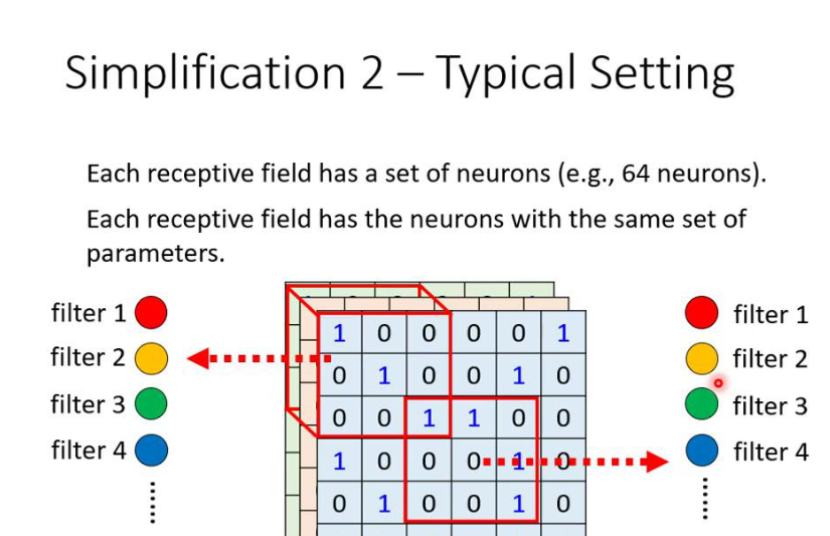 Simplification 2 – Typical Setting
Each receptive field has a set of neurons (e.g., 64 neurons).
Each receptive field has the neurons with the same set of
parameters.
filter 1
filter 2
filter 3
filter 4
1 0 0 0 0 1
0 1 0 0 1 0
0 0 1 1 0 0
1 0 0 0 1 0
0 1 0 0 1 0
filter 1
filter 2
filter 3
filter 4